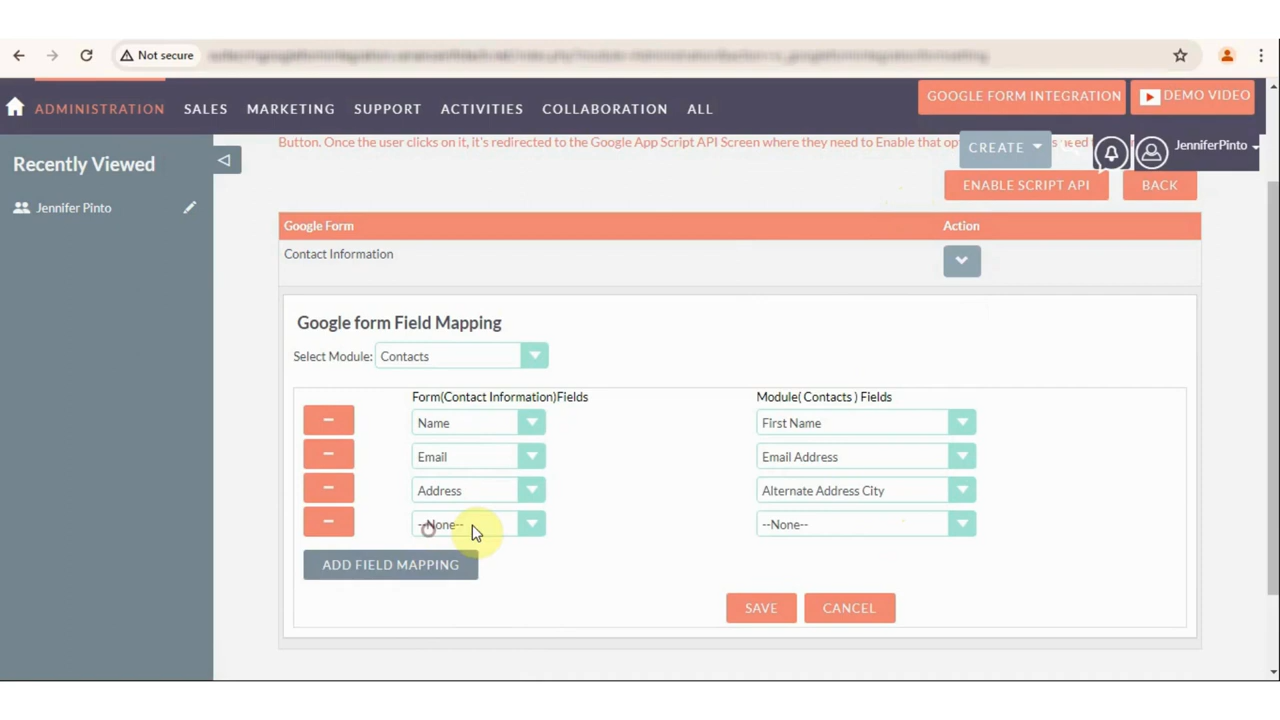 Not secure
GOOGLE FORM INTEGRATION
DEMO VIDEO
ADMINISTRATION SALES MARKETING SUPPORT ACTIVITIES COLLABORATION ALL
Button. Once the user clicks on it, it's redirected to the Google App Script API Screen where they need to Enable that
CREATE
JenniferPinto
Recently Viewed
Jennifer Pinto
ENABLE SCRIPT API BACK
Google Form Action
Contact Information
Google form Field Mapping
Select Module: Contacts
Form(Contact Information)Fields Module( Contacts ) Fields
Name First Name
Email Email Address
Address Alternate Address City
--None-- --None--
ADD FIELD MAPPING
SAVE CANCEL